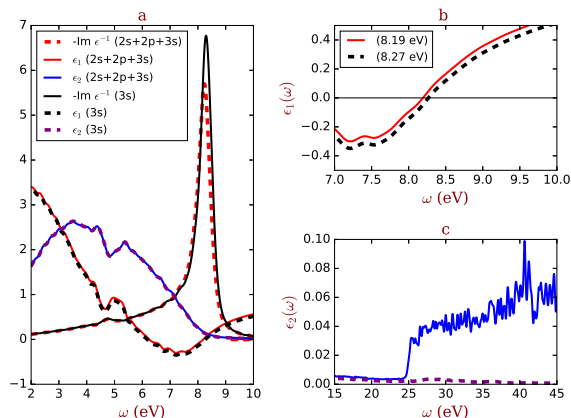 a
-Im ϵ⁻¹ (2s+2p+3s)
ϵ₁ (2s+2p+3s)
ϵ₂ (2s+2p+3s)
-Im ϵ⁻¹ (3s)
ϵ₁ (3s)
ϵ₂ (3s)
7
6
5
4
3
2
1
0
−1
2 3 4 5 6 7 8 9 10
ω (eV)
b
(8.19 eV)
(8.27 eV)
0.4
0.2
0.0
−0.2
−0.4
ϵ₁(ω)
7.0 7.5 8.0 8.5 9.0 9.5 10.0
ω (eV)
c
0.10
0.08
0.06
0.04
0.02
0.00
ϵ₂(ω)
15 20 25 30 35 40 45
ω (eV)